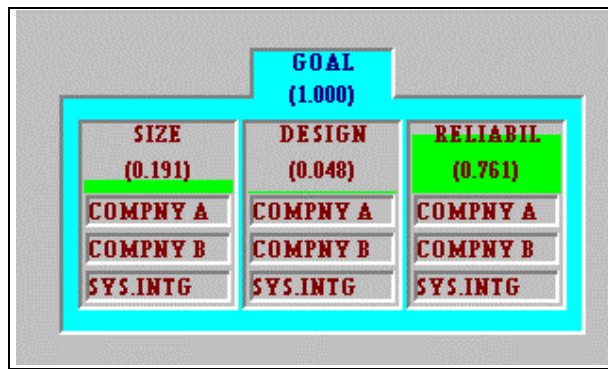 GOAL
(1.000)
SIZE
(0.191)
COMPNY A
COMPNY B
SYS.INTG
DESIGN
(0.048)
COMPNY A
COMPNY B
SYS.INTG
RELIABIL
(0.761)
COMPNY A
COMPNY B
SYS.INTG